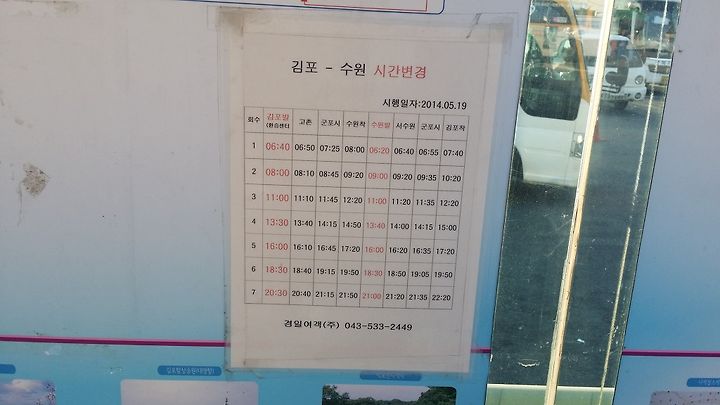 김포 - 수원 시간변경
시행일자:2014.05.19
회수 김포발(환승센터 고촌 군포시 수원착 수원발 서수원 군포시 김포착
1 06:40 06:50 07:25 08:00 06:20 06:40 06:55 07:40
2 08:00 08:10 08:45 09:20 09:00 09:20 09:35 10:20
3 11:00 11:10 11:45 12:20 11:00 11:20 11:35 12:20
4 13:30 13:40 14:15 14:50 13:40 14:00 14:15 15:00
5 16:00 16:10 16:45 17:20 16:00 16:20 16:35 17:20
6 18:30 18:40 19:15 19:50 18:30 18:50 19:05 19:50
7 20:30 20:40 21:15 21:50 21:00 21:20 21:35 22:20
경일여객(주) 043-533-2449